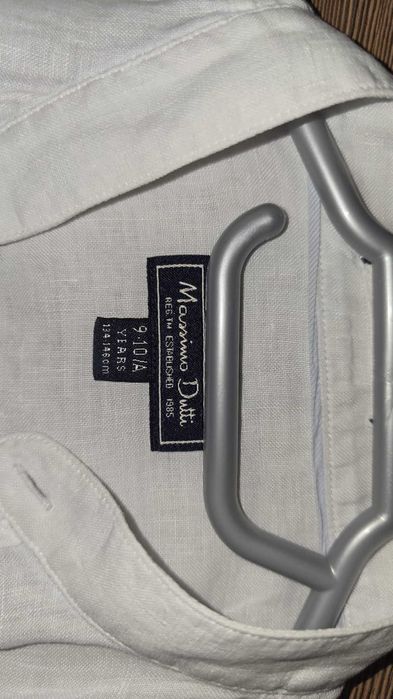 Massimo Dutti
REG.TM ESTABLISHED 1985
9-10/A
YEARS
134-146cm